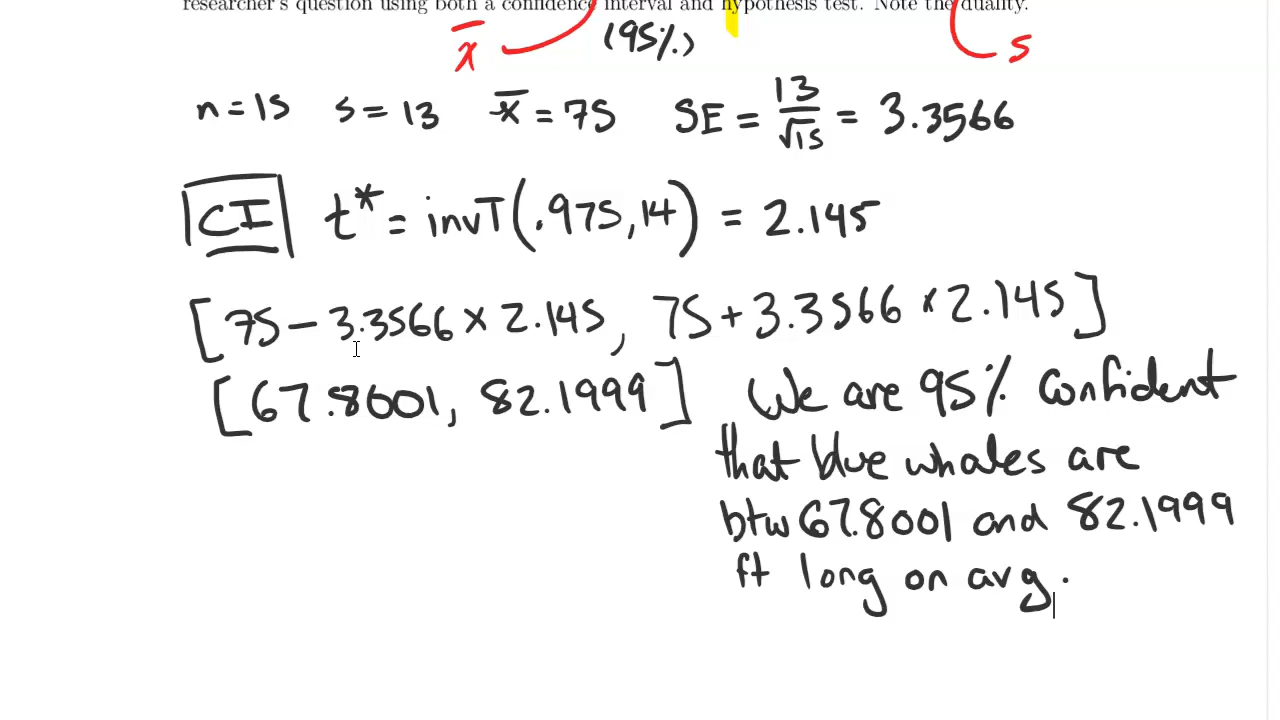 researcher's question using both a confidence interval and hypothesis test. Note the duality.
x̄ (95%) s
n=15 s=13 x̄=75 SE = 13/√15 = 3.3566
CI t* = invT(.975,14) = 2.145
[75-3.3566×2.145, 75+3.3566×2.145]
[67.8001, 82.1999] We are 95% confident
that blue whales are
btw 67.8001 and 82.1999
ft long on avg.